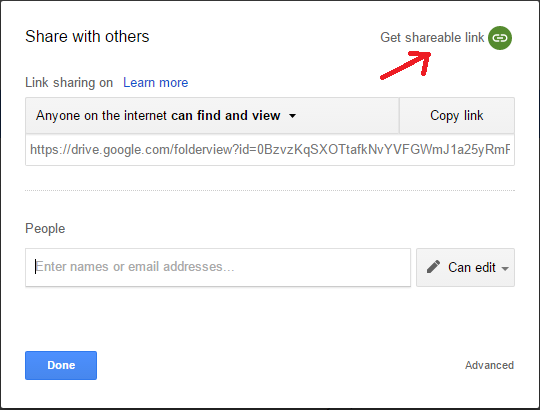 Share with others
Get shareable link
Link sharing on Learn more
Anyone on the internet can find and view
Copy link
https://drive.google.com/folderview?id=0BzvzKqSXOTtafkNvYVFGWmJ1a25yRmF
People
Enter names or email addresses...
Can edit
Done
Advanced